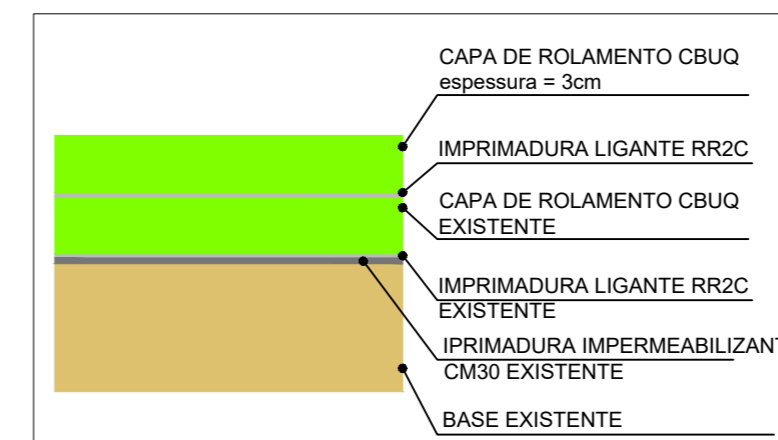 CAPA DE ROLAMENTO CBUQ
espessura = 3cm
IMPRIMADURA LIGANTE RR2C
CAPA DE ROLAMENTO CBUQ
EXISTENTE
IMPRIMADURA LIGANTE RR2C
EXISTENTE
IPRIMADURA IMPERMEABILIZANT
CM30 EXISTENTE
BASE EXISTENTE